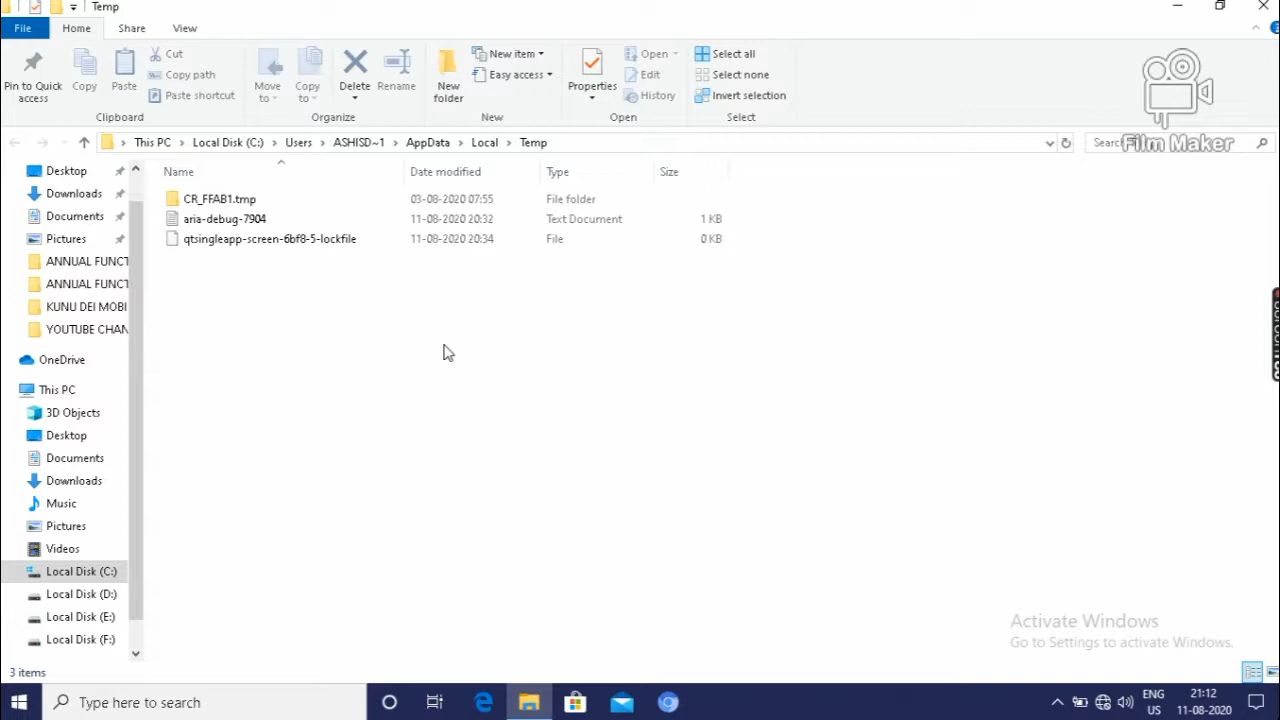 Temp
File Home Share View
Pin to Quick access
Copy
Paste
Cut
Copy path
Paste shortcut
Clipboard
Move to
Copy to
Delete
Rename
Organize
New folder
New item
Easy access
New
Properties
Open
Edit
History
Open
Select all
Select none
Invert selection
Select
Film Maker
This PC > Local Disk (C:) > Users > ASHISD~1 > AppData > Local > Temp
Name Date modified Type Size
CR_FFAB1.tmp 03-08-2020 07:55 File folder
aria-debug-7904 11-08-2020 20:32 Text Document 1 KB
qtsingleapp-screen-6bf8-5-lockfile 11-08-2020 20:34 File 0 KB
Desktop
Downloads
Documents
Pictures
ANNUAL FUNCT
ANNUAL FUNCT
KUNU DEI MOBI
YOUTUBE CHAN
OneDrive
This PC
3D Objects
Desktop
Documents
Downloads
Music
Pictures
Videos
Local Disk (C:)
Local Disk (D:)
Local Disk (E:)
Local Disk (F:)
Activate Windows
Go to Settings to activate Windows.
3 items
Type here to search
ENG
US
21:12
11-08-2020